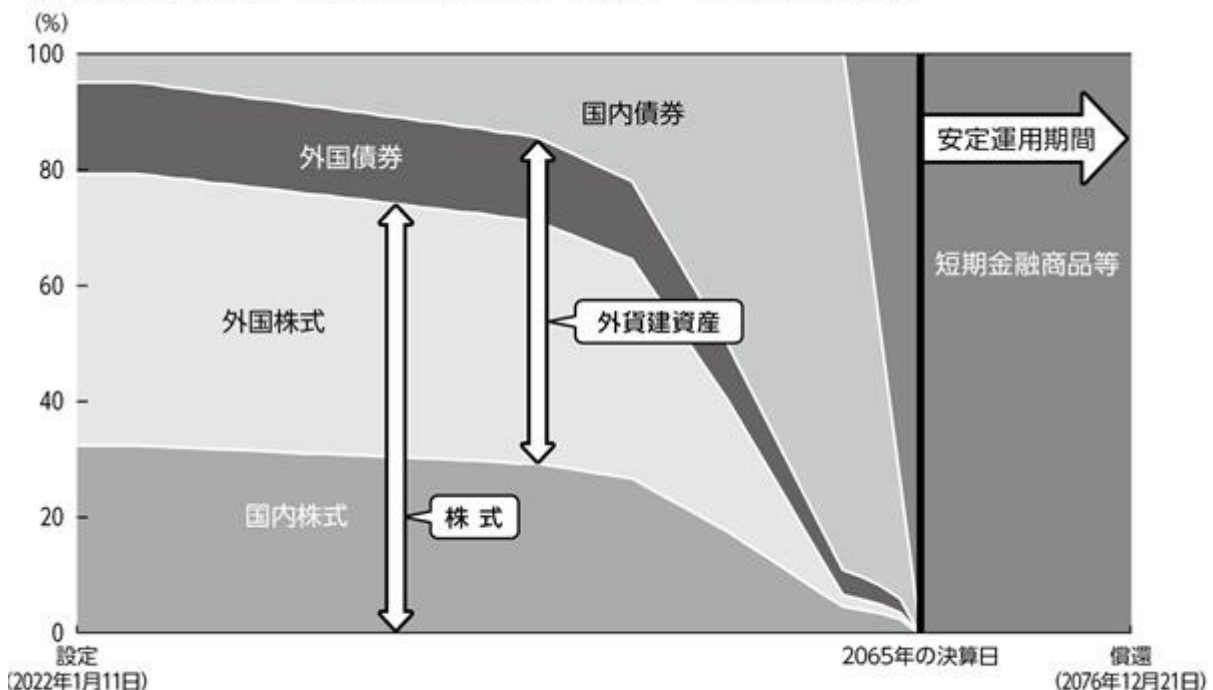 (%)
100
80
60
40
20
0
国内債券
外国債券
外国株式
国内株式
外貨建資産
株 式
安定運用期間
短期金融商品等
設定
(2022年1月11日)
2065年の決算日
償還
(2076年12月21日)